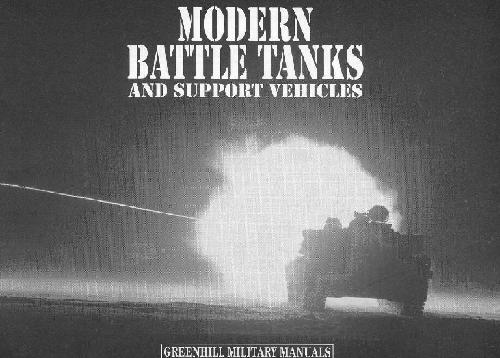 MODERN
BATTLE TANKS
AND SUPPORT VEHICLES
GREENHILL MILITARY MANUALS